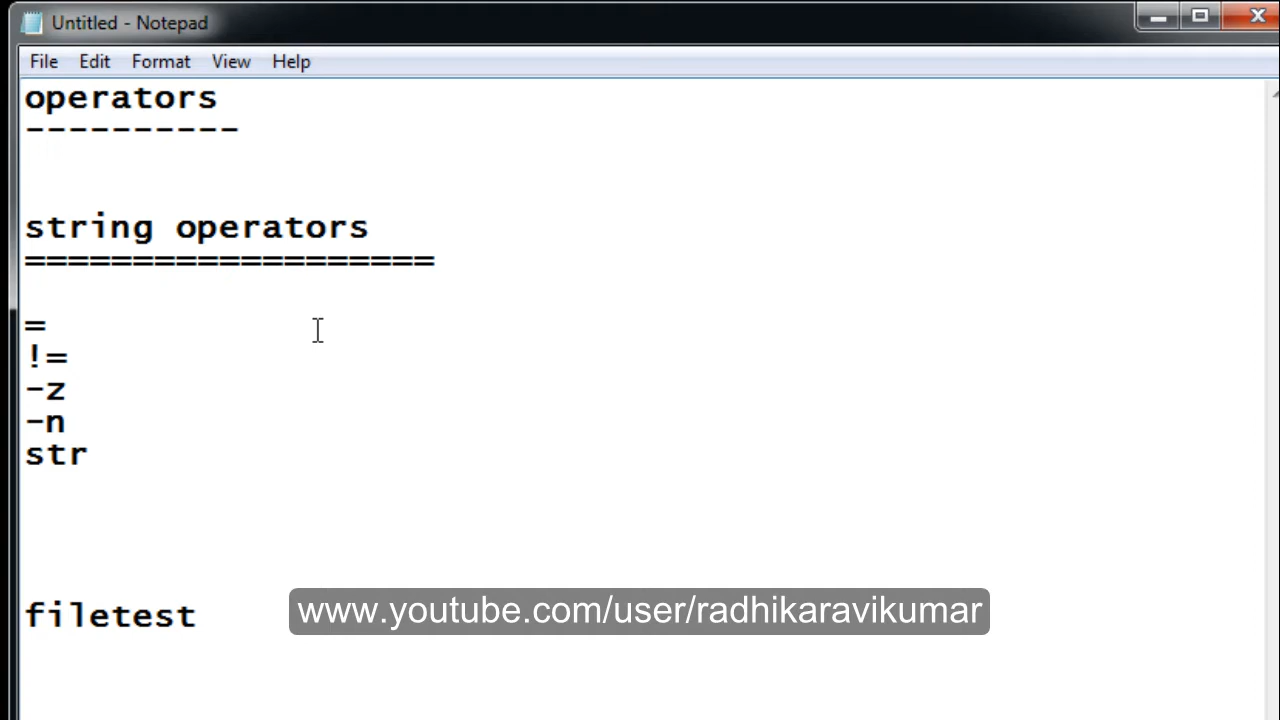 Untitled - Notepad
File Edit Format View Help
operators
----------
string operators
===================
=
!=
-z
-n
str
filetest
www.youtube.com/user/radhikaravikumar